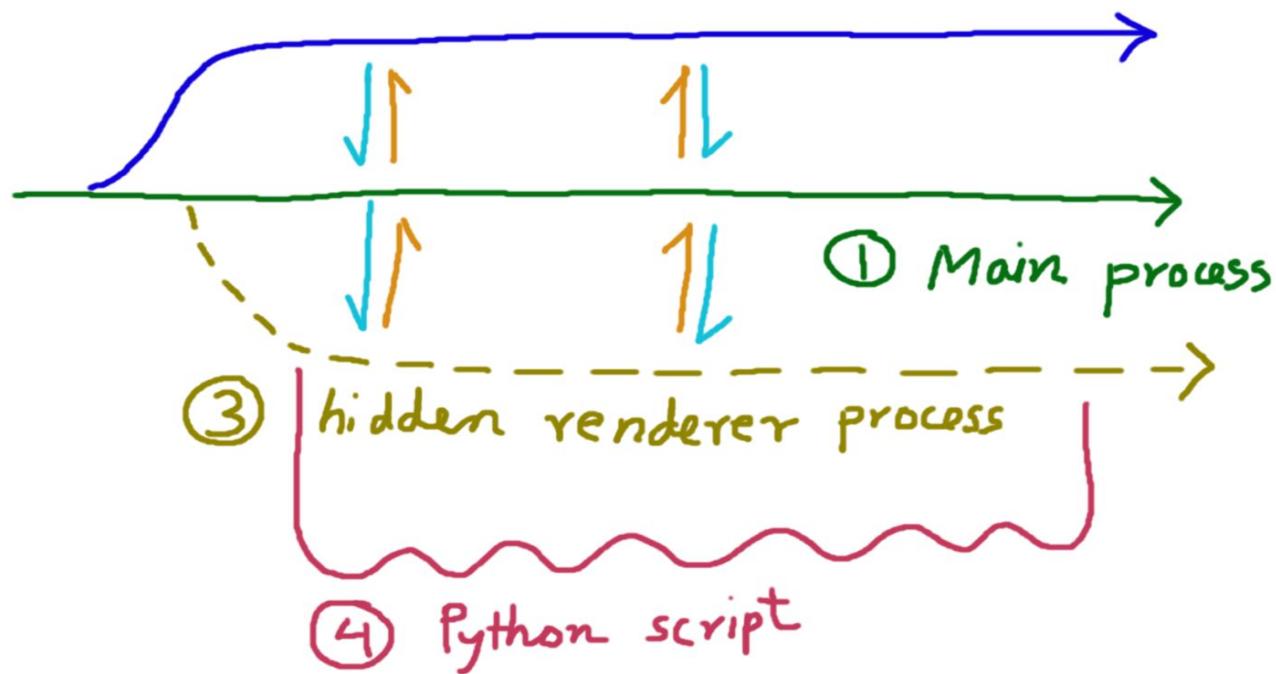 ① Main process
③ hidden renderer process
④ Python script